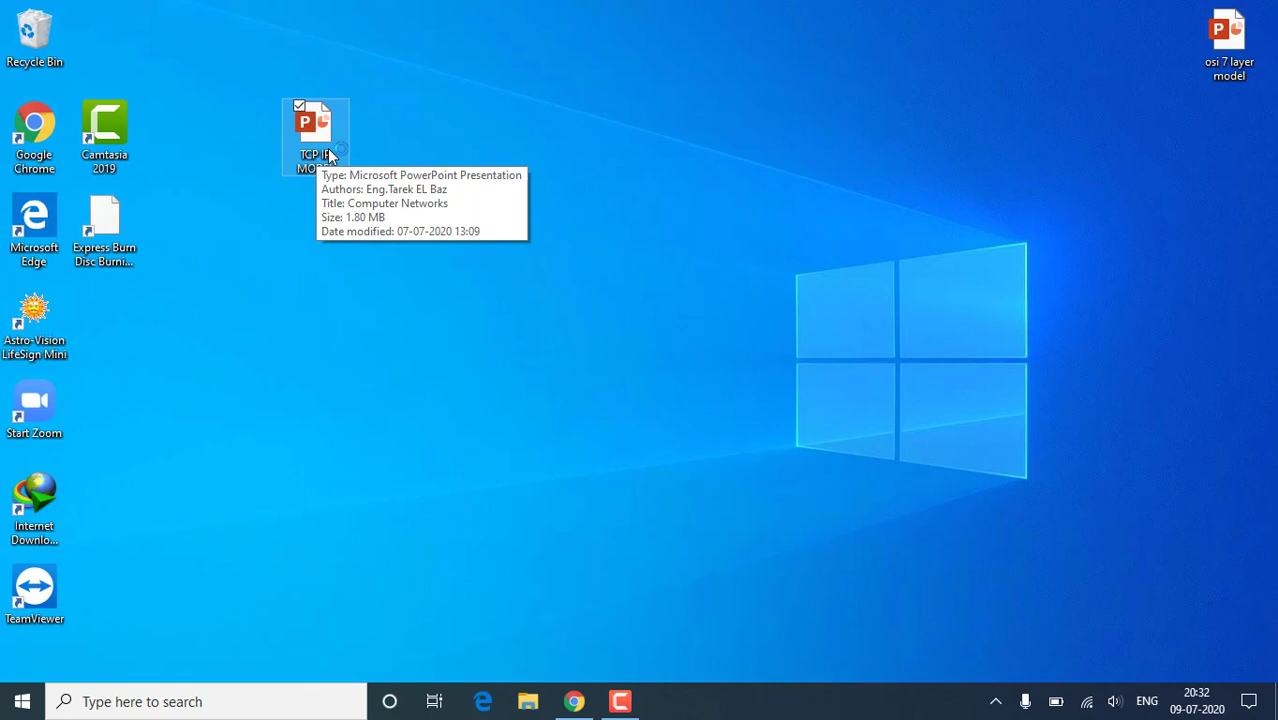 Recycle Bin
Google
Chrome
Camtasia
2019
Microsoft
Edge
Express Burn
Disc Burni...
Astro-Vision
LifeSign Mini
Start Zoom
Internet
Downlo...
TeamViewer
TCP IP
Type: Microsoft PowerPoint Presentation
Authors: Eng.Tarek EL Baz
Title: Computer Networks
Size: 1.80 MB
Date modified: 07-07-2020 13:09
osi 7 layer
model
Type here to search
ENG
20:32
09-07-2020